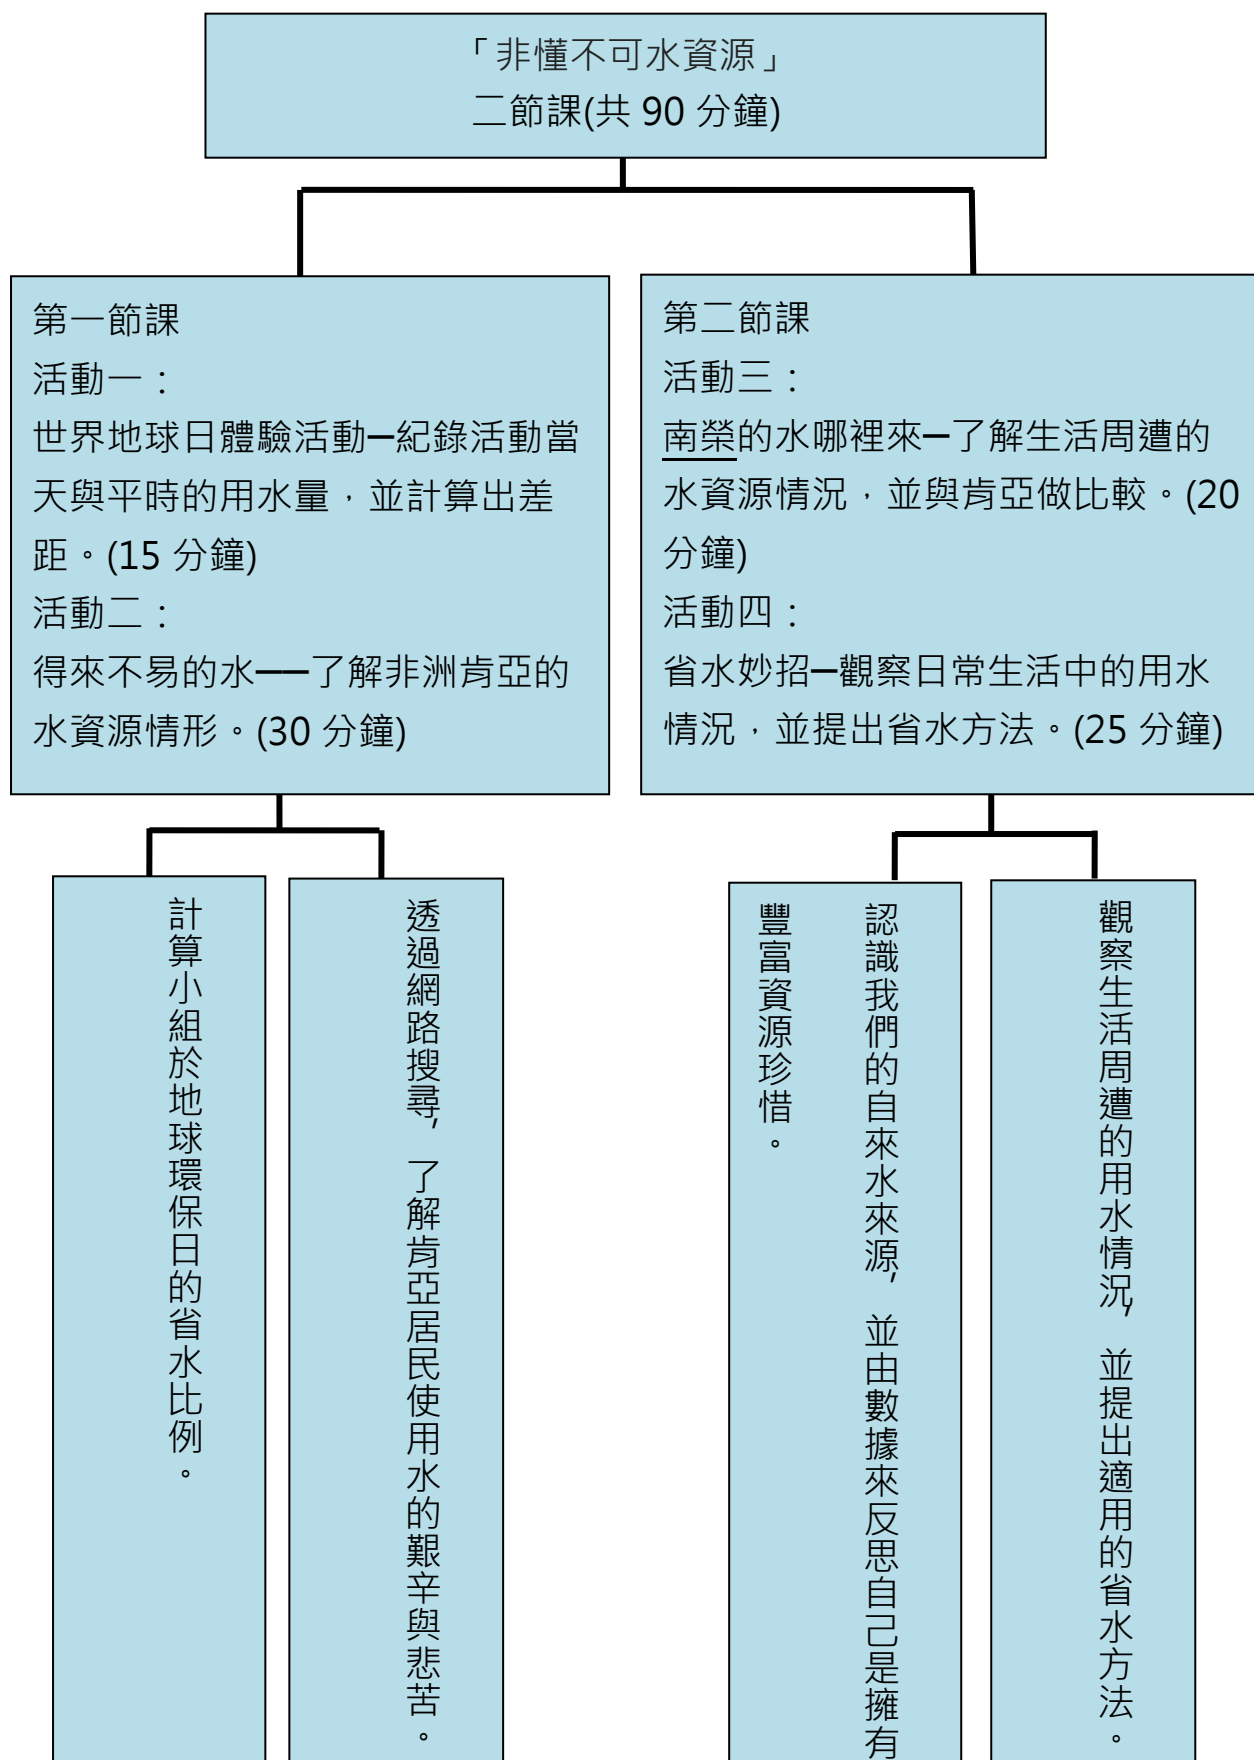 「非懂不可水資源」
二節課(共 90 分鐘)
第一節課
活動一：
世界地球日體驗活動─紀錄活動當
天與平時的用水量，並計算出差
距。(15 分鐘)
活動二：
得來不易的水──了解非洲肯亞的
水資源情形。(30 分鐘)
第二節課
活動三：
南榮的水哪裡來─了解生活周遭的
水資源情況，並與肯亞做比較。(20
分鐘)
活動四：
省水妙招─觀察日常生活中的用水
情況，並提出省水方法。(25 分鐘)
計算小組於地球環保日的省水比例。
透過網路搜尋，了解肯亞居民使用水的艱辛與悲苦。
認識我們的自來水來源，並由數據來反思自己是擁有
豐富資源珍惜。
觀察生活周遭的用水情況，並提出適用的省水方法。